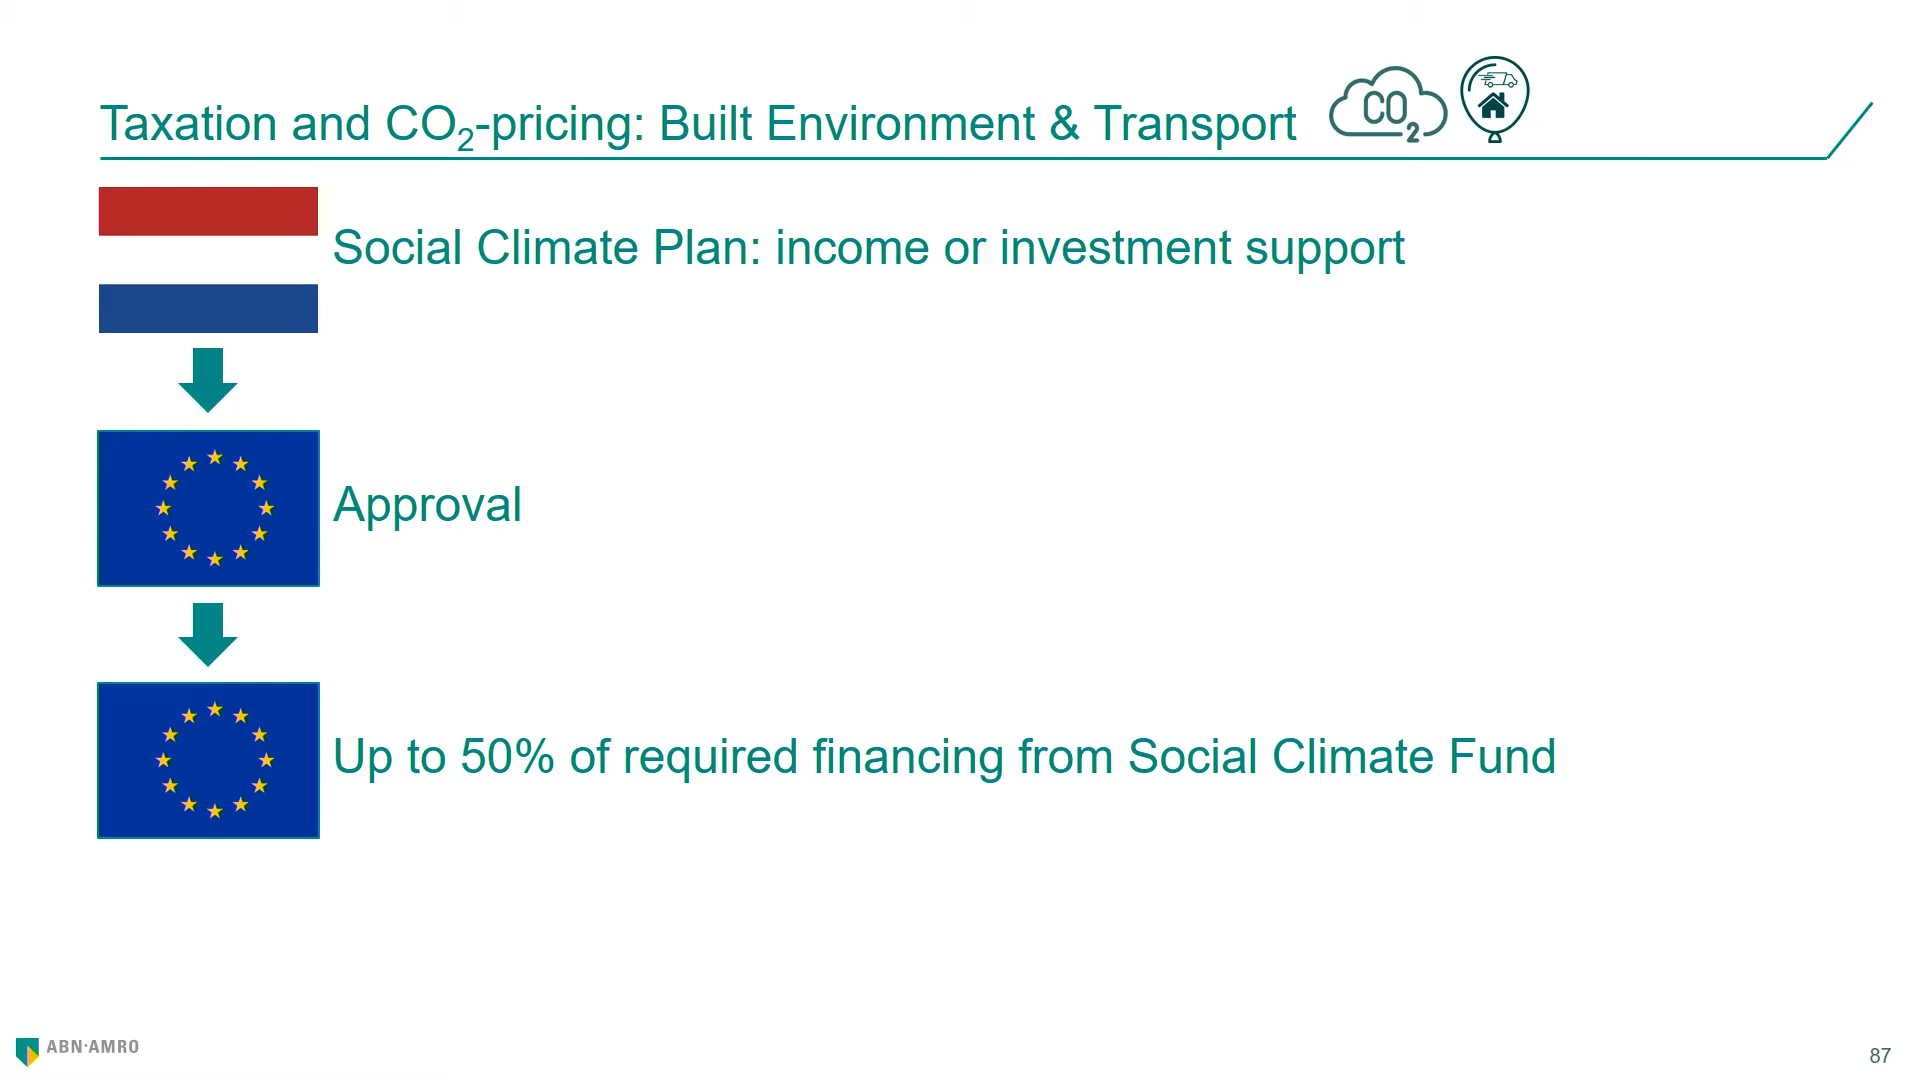 Taxation and CO₂-pricing: Built Environment & Transport
CO₂
Social Climate Plan: income or investment support
Approval
Up to 50% of required financing from Social Climate Fund
ABN·AMRO
87